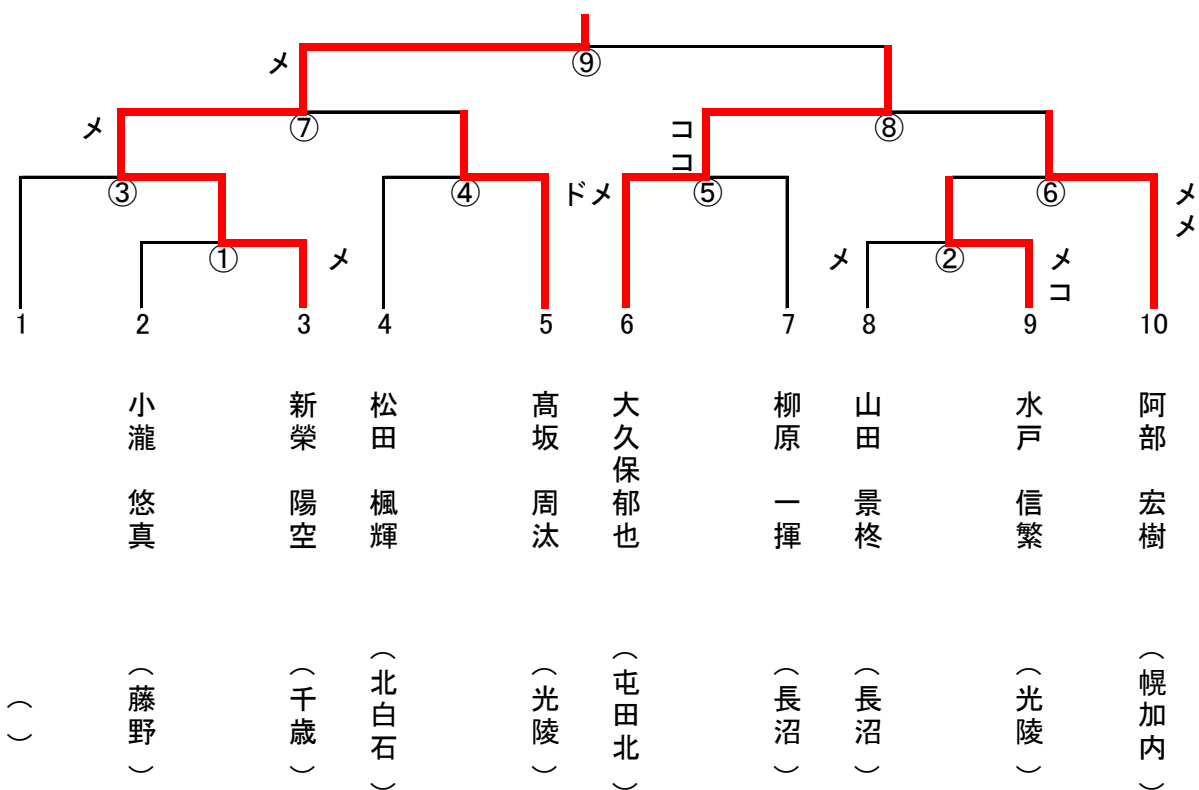 ⑨
メ
⑦
⑧
メ
コ
コ
③
④
ドメ
⑤
⑥
メ
メ
①
メ
メ
②
メ
コ
1 2 3 4 5 6 7 8 9 10
小瀧 悠真
新榮 陽空
松田 楓輝
髙坂 周汰
大久保郁也
柳原 一揮
山田 景柊
水戸 信繁
阿部 宏樹
（）
（藤野）
（千歳）
（北白石）
（光陵）
（屯田北）
（長沼）
（長沼）
（光陵）
（幌加内）